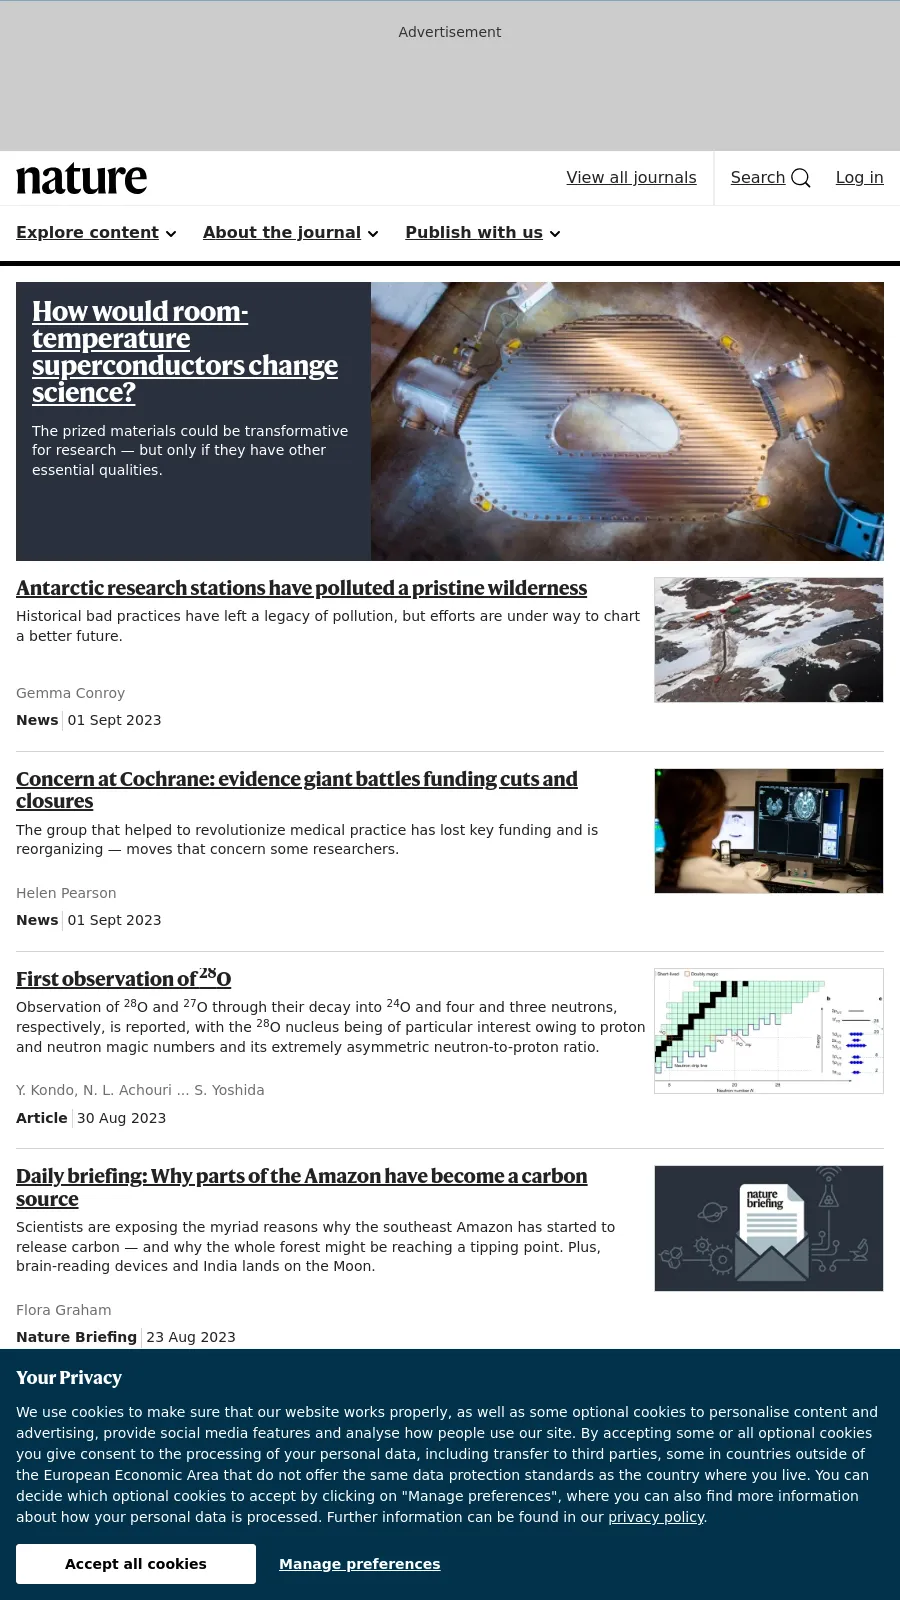 Advertisement
nature
View all journals
Search
Log in
Explore content
About the journal
Publish with us
How would room-
temperature
superconductors change
science?
The prized materials could be transformative
for research — but only if they have other
essential qualities.
Antarctic research stations have polluted a pristine wilderness
Historical bad practices have left a legacy of pollution, but efforts are under way to chart
a better future.
Gemma Conroy
News 01 Sept 2023
Concern at Cochrane: evidence giant battles funding cuts and
closures
The group that helped to revolutionize medical practice has lost key funding and is
reorganizing — moves that concern some researchers.
Helen Pearson
News 01 Sept 2023
First observation of ²⁸O
Observation of ²⁸O and ²⁷O through their decay into ²⁴O and four and three neutrons,
respectively, is reported, with the ²⁸O nucleus being of particular interest owing to proton
and neutron magic numbers and its extremely asymmetric neutron-to-proton ratio.
Short-lived Doubly magic
Neutron drip line
Neutron number N
Energy
Y. Kondo, N. L. Achouri ... S. Yoshida
Article 30 Aug 2023
Daily briefing: Why parts of the Amazon have become a carbon
source
Scientists are exposing the myriad reasons why the southeast Amazon has started to
release carbon — and why the whole forest might be reaching a tipping point. Plus,
brain-reading devices and India lands on the Moon.
nature
briefing
Flora Graham
Nature Briefing 23 Aug 2023
Your Privacy
We use cookies to make sure that our website works properly, as well as some optional cookies to personalise content and
advertising, provide social media features and analyse how people use our site. By accepting some or all optional cookies
you give consent to the processing of your personal data, including transfer to third parties, some in countries outside of
the European Economic Area that do not offer the same data protection standards as the country where you live. You can
decide which optional cookies to accept by clicking on "Manage preferences", where you can also find more information
about how your personal data is processed. Further information can be found in our privacy policy.
Accept all cookies
Manage preferences